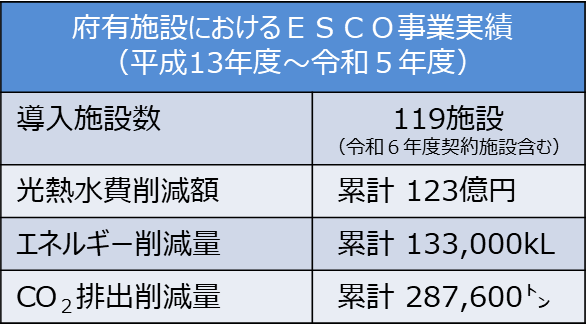 府有施設におけるＥＳＣＯ事業実績
（平成13年度～令和５年度）
導入施設数 119施設
（令和６年度契約施設含む）
光熱水費削減額 累計 123億円
エネルギー削減量 累計 133,000kL
CO₂排出削減量 累計 287,600㌧